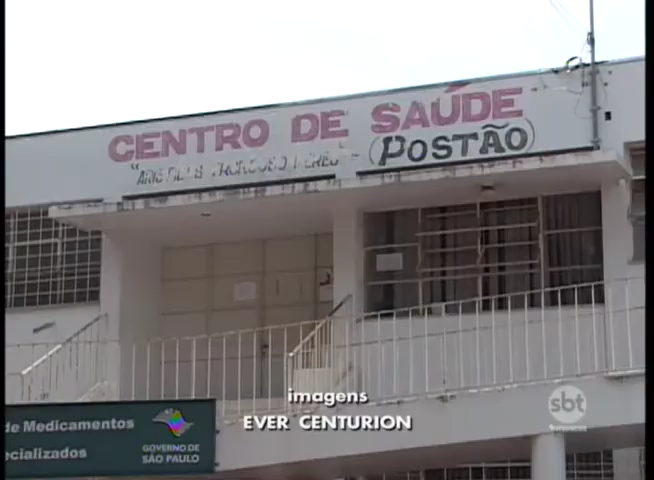 CENTRO DE SAÚDE
(POSTÃO)
imagens
EVER CENTURION
sbt
de Medicamentos
ecializados
GOVERNO DE
SÃO PAULO